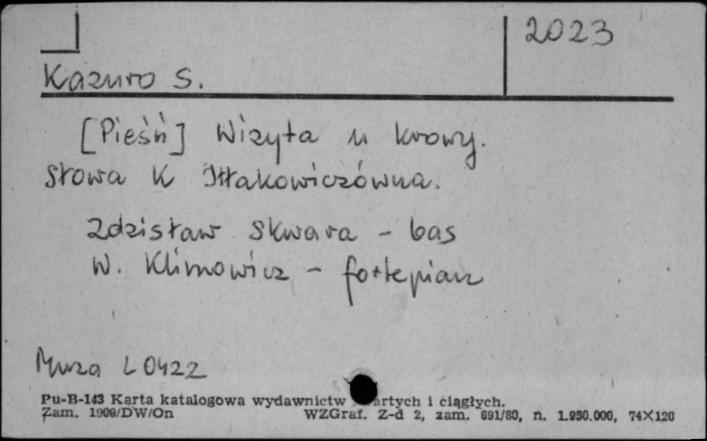 2023
Kazuro S.
[Pieśń] Wizyta u krowy.
Słowa K Iłłakowiczówna.
Zdzisław Skwara - bas
W. Klimowicz - fortepian
Muza L 0422
Pu-B-143 Karta katalogowa wydawnictw artych i ciągłych.
Zam. 1909/DW/On WZGraf. Z-d 2, zam. 691/80, n. 1.950.000, 74X120